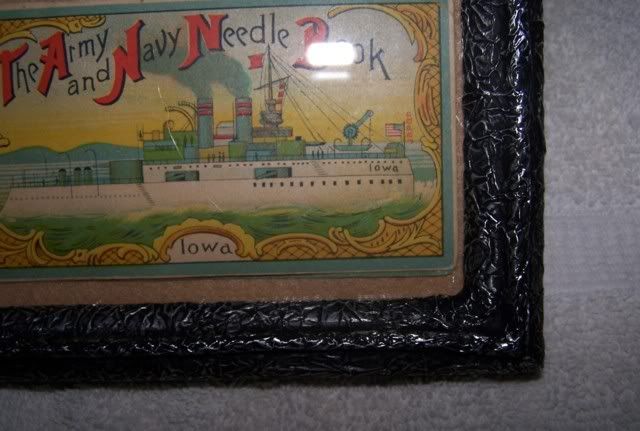 The Army and Navy Needle Book
Iowa
Iowa